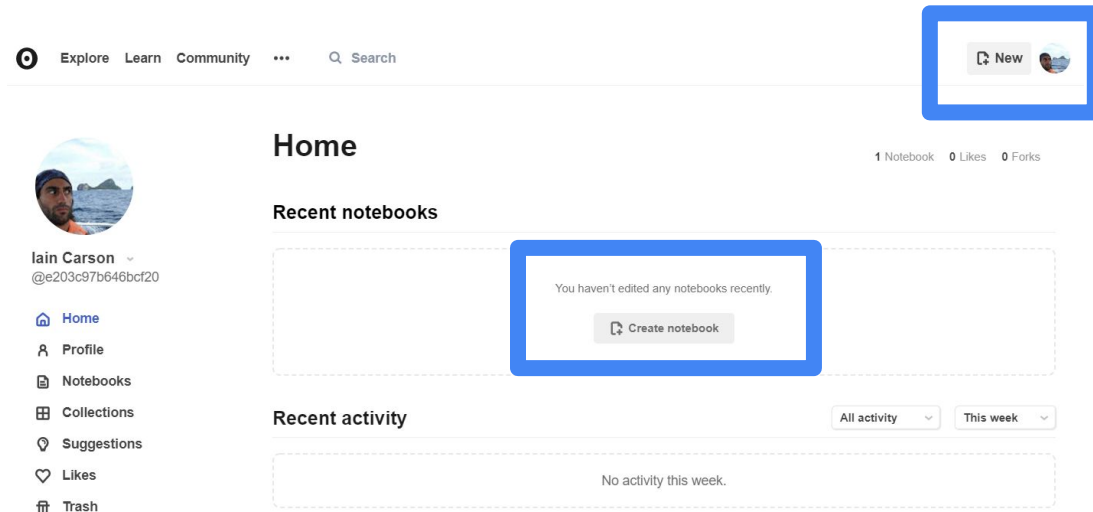 Explore Learn Community ••• Search New
Home
1 Notebook 0 Likes 0 Forks
Recent notebooks
Iain Carson
@e203c97b646bcf20
You haven't edited any notebooks recently.
Create notebook
Home
Profile
Notebooks
Collections
Suggestions
Likes
Trash
Recent activity
All activity This week
No activity this week.